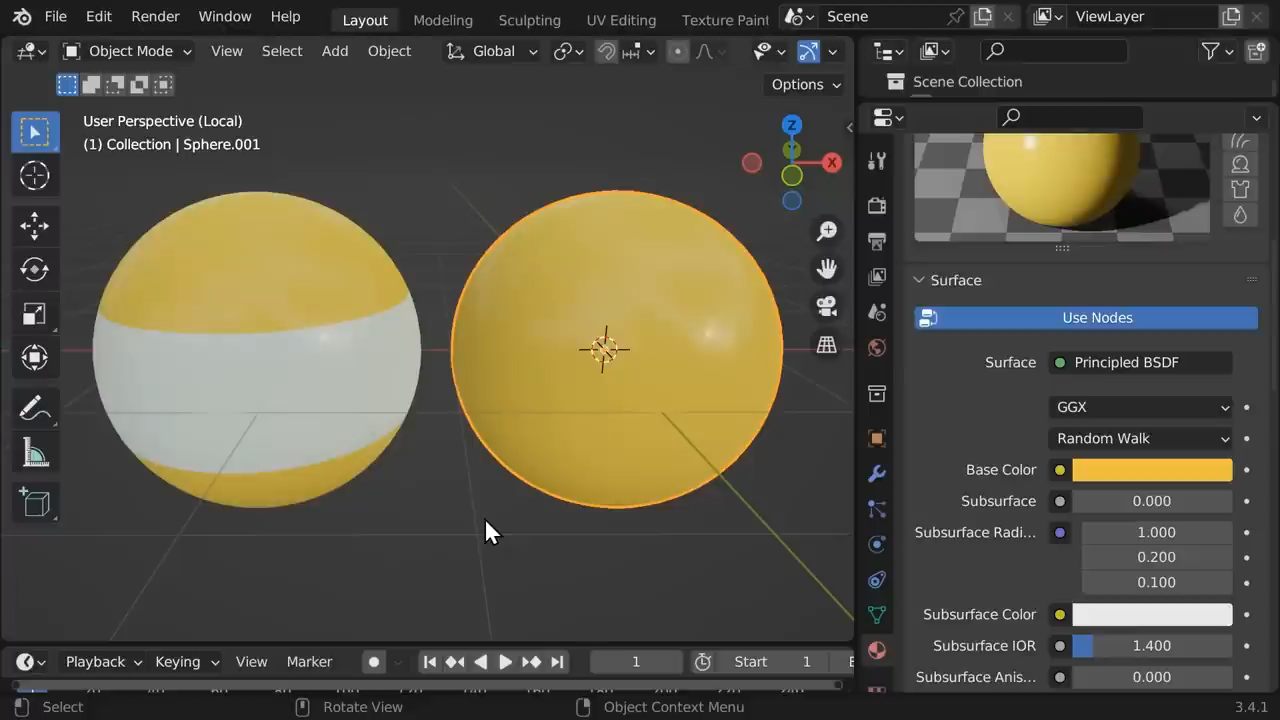 File Edit Render Window Help Layout Modeling Sculpting UV Editing Texture Paint Scene ViewLayer
Object Mode View Select Add Object Global
Options
Scene Collection
User Perspective (Local)
(1) Collection | Sphere.001
Z
Y
X
Surface
Use Nodes
Surface Principled BSDF
GGX
Random Walk
Base Color
Subsurface 0.000
Subsurface Radi... 1.000
0.200
0.100
Subsurface Color
Subsurface IOR 1.400
Subsurface Anis... 0.000
Playback Keying View Marker 1 Start 1
Select Rotate View Object Context Menu 3.4.1